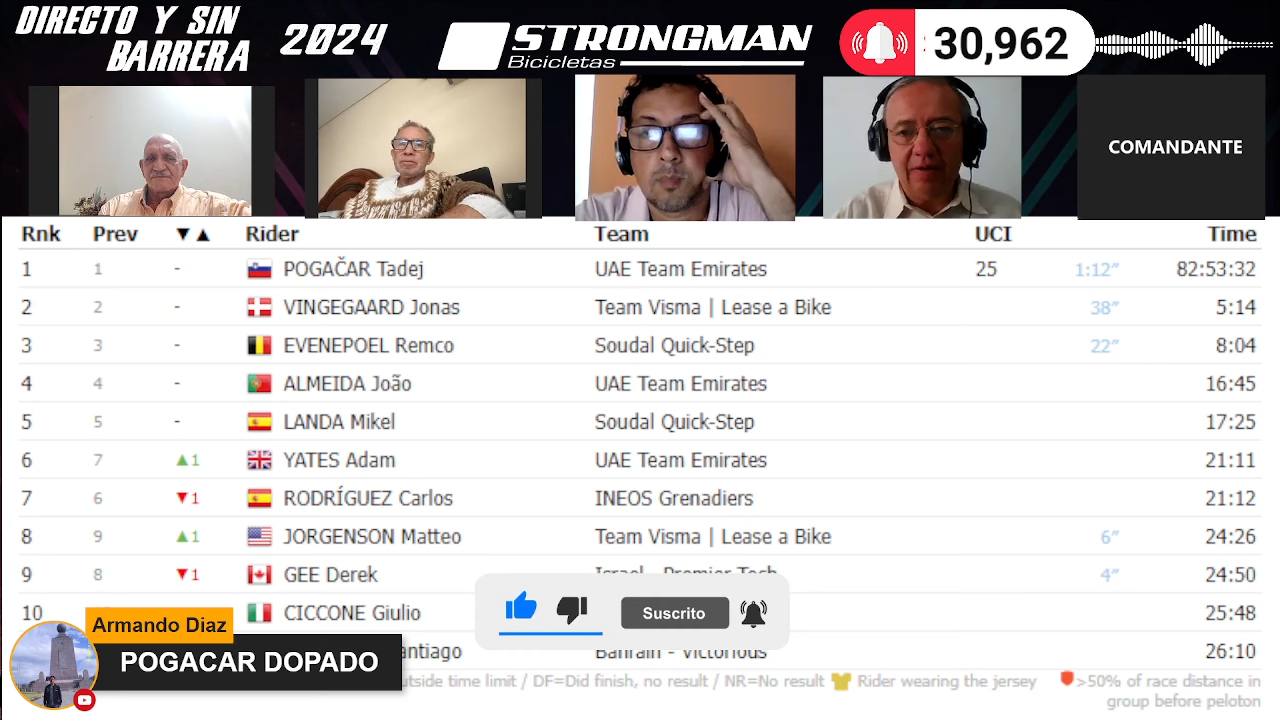 DIRECTO Y SIN
BARRERA
2024
STRONGMAN
Bicicletas
30,962
COMANDANTE
Rnk Prev ▼▲ Rider Team UCI Time
1 1 - POGAČAR Tadej UAE Team Emirates 25 1:12″ 82:53:32
2 2 - VINGEGAARD Jonas Team Visma | Lease a Bike 38″ 5:14
3 3 - EVENEPOEL Remco Soudal Quick-Step 22″ 8:04
4 4 - ALMEIDA João UAE Team Emirates 16:45
5 5 - LANDA Mikel Soudal Quick-Step 17:25
6 7 ▲1 YATES Adam UAE Team Emirates 21:11
7 6 ▼1 RODRÍGUEZ Carlos INEOS Grenadiers 21:12
8 9 ▲1 JORGENSON Matteo Team Visma | Lease a Bike 6″ 24:26
9 8 ▼1 GEE Derek Israel - Premier Tech 4″ 24:50
10 CICCONE Giulio 25:48
antiago Bahrain - Victorious 26:10
Suscrito
Armando Diaz
POGACAR DOPADO
utside time limit / DF=Did finish, no result / NR=No result Rider wearing the jersey >50% of race distance in
group before peloton